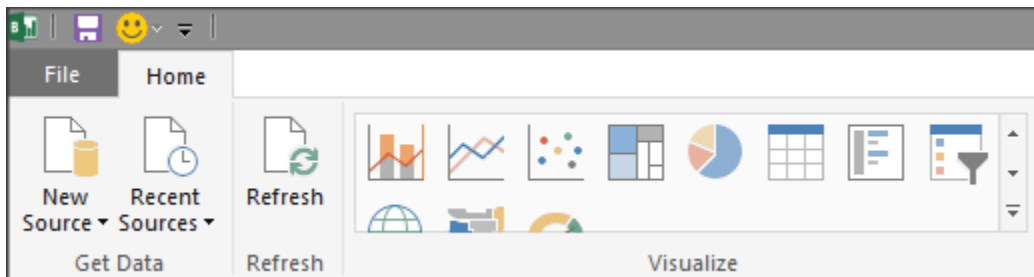 File Home
New Recent Refresh
Source Sources
Get Data Refresh Visualize